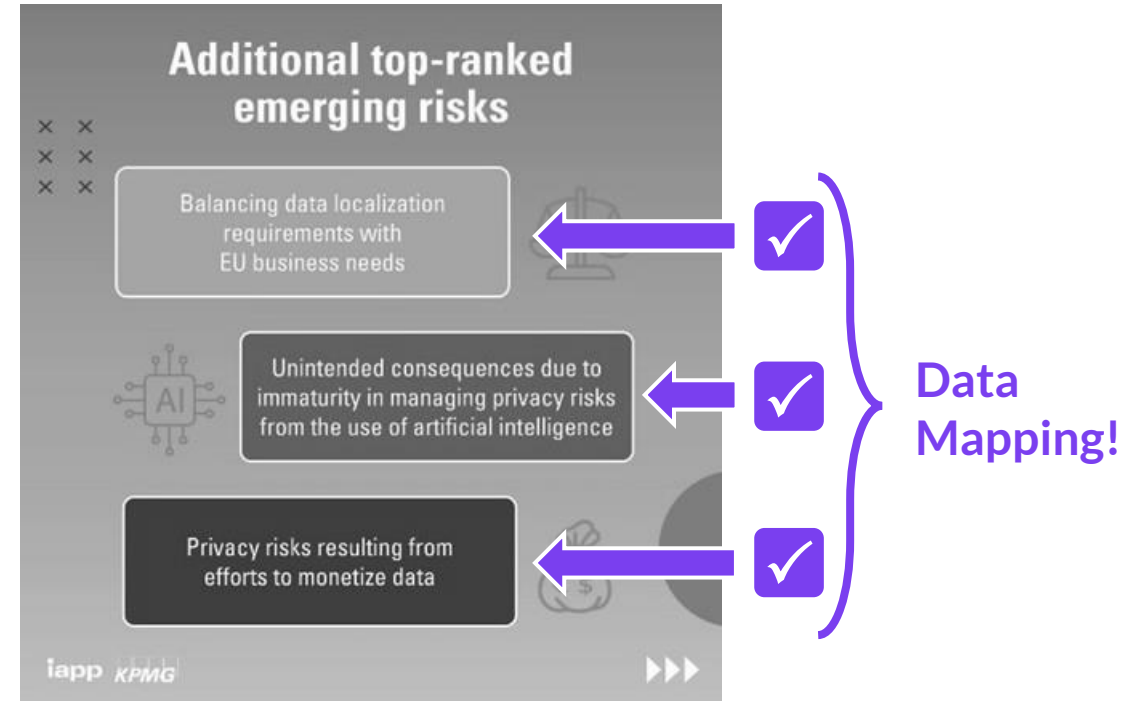 Additional top-ranked
emerging risks
Balancing data localization
requirements with
EU business needs
AI
Unintended consequences due to
immaturity in managing privacy risks
from the use of artificial intelligence
Privacy risks resulting from
efforts to monetize data
$
iapp KPMG
Data
Mapping!